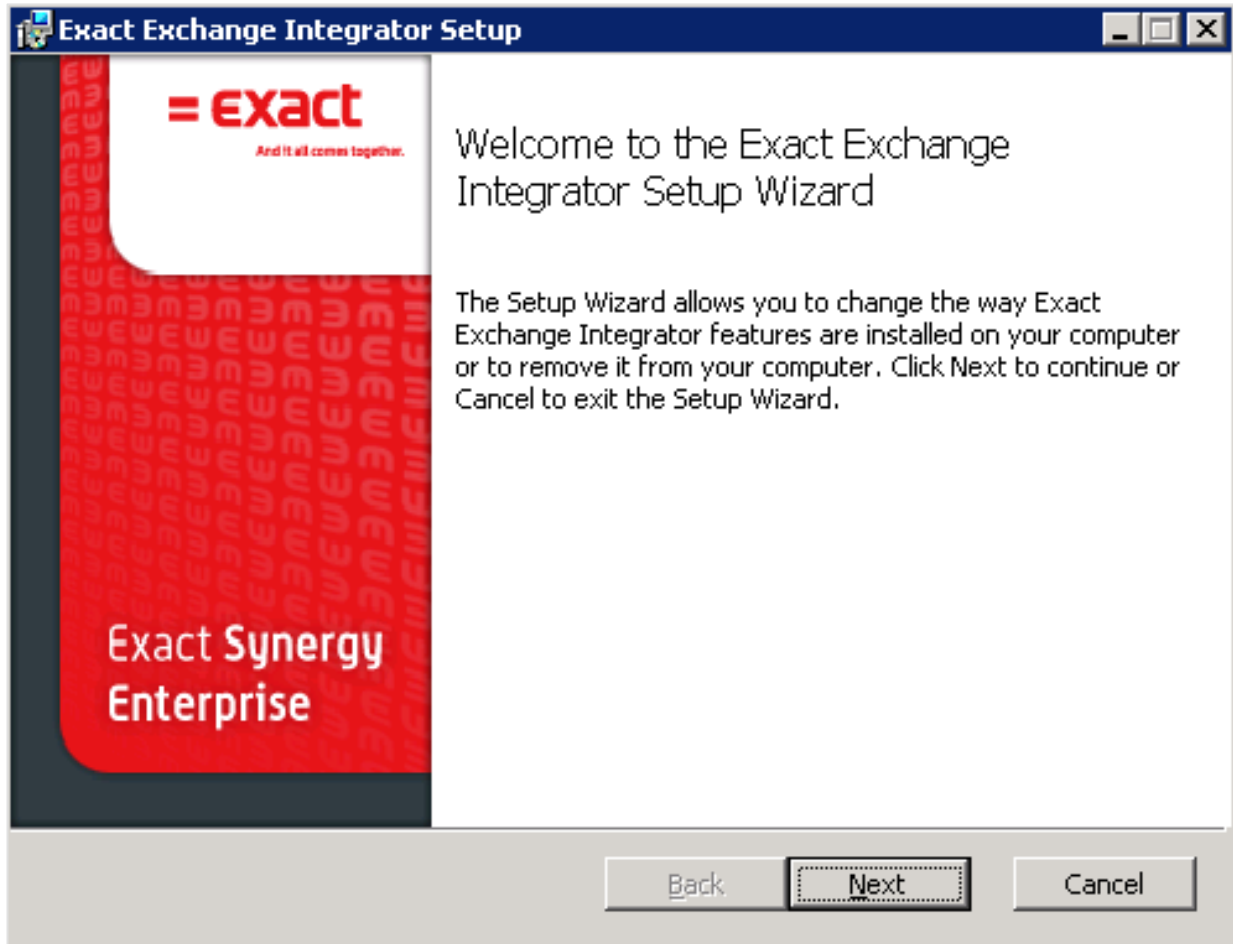 Exact Exchange Integrator Setup
= exact
And it all comes together.
Welcome to the Exact Exchange
Integrator Setup Wizard
The Setup Wizard allows you to change the way Exact
Exchange Integrator features are installed on your computer
or to remove it from your computer. Click Next to continue or
Cancel to exit the Setup Wizard.
Exact Synergy
Enterprise
Back
Next
Cancel